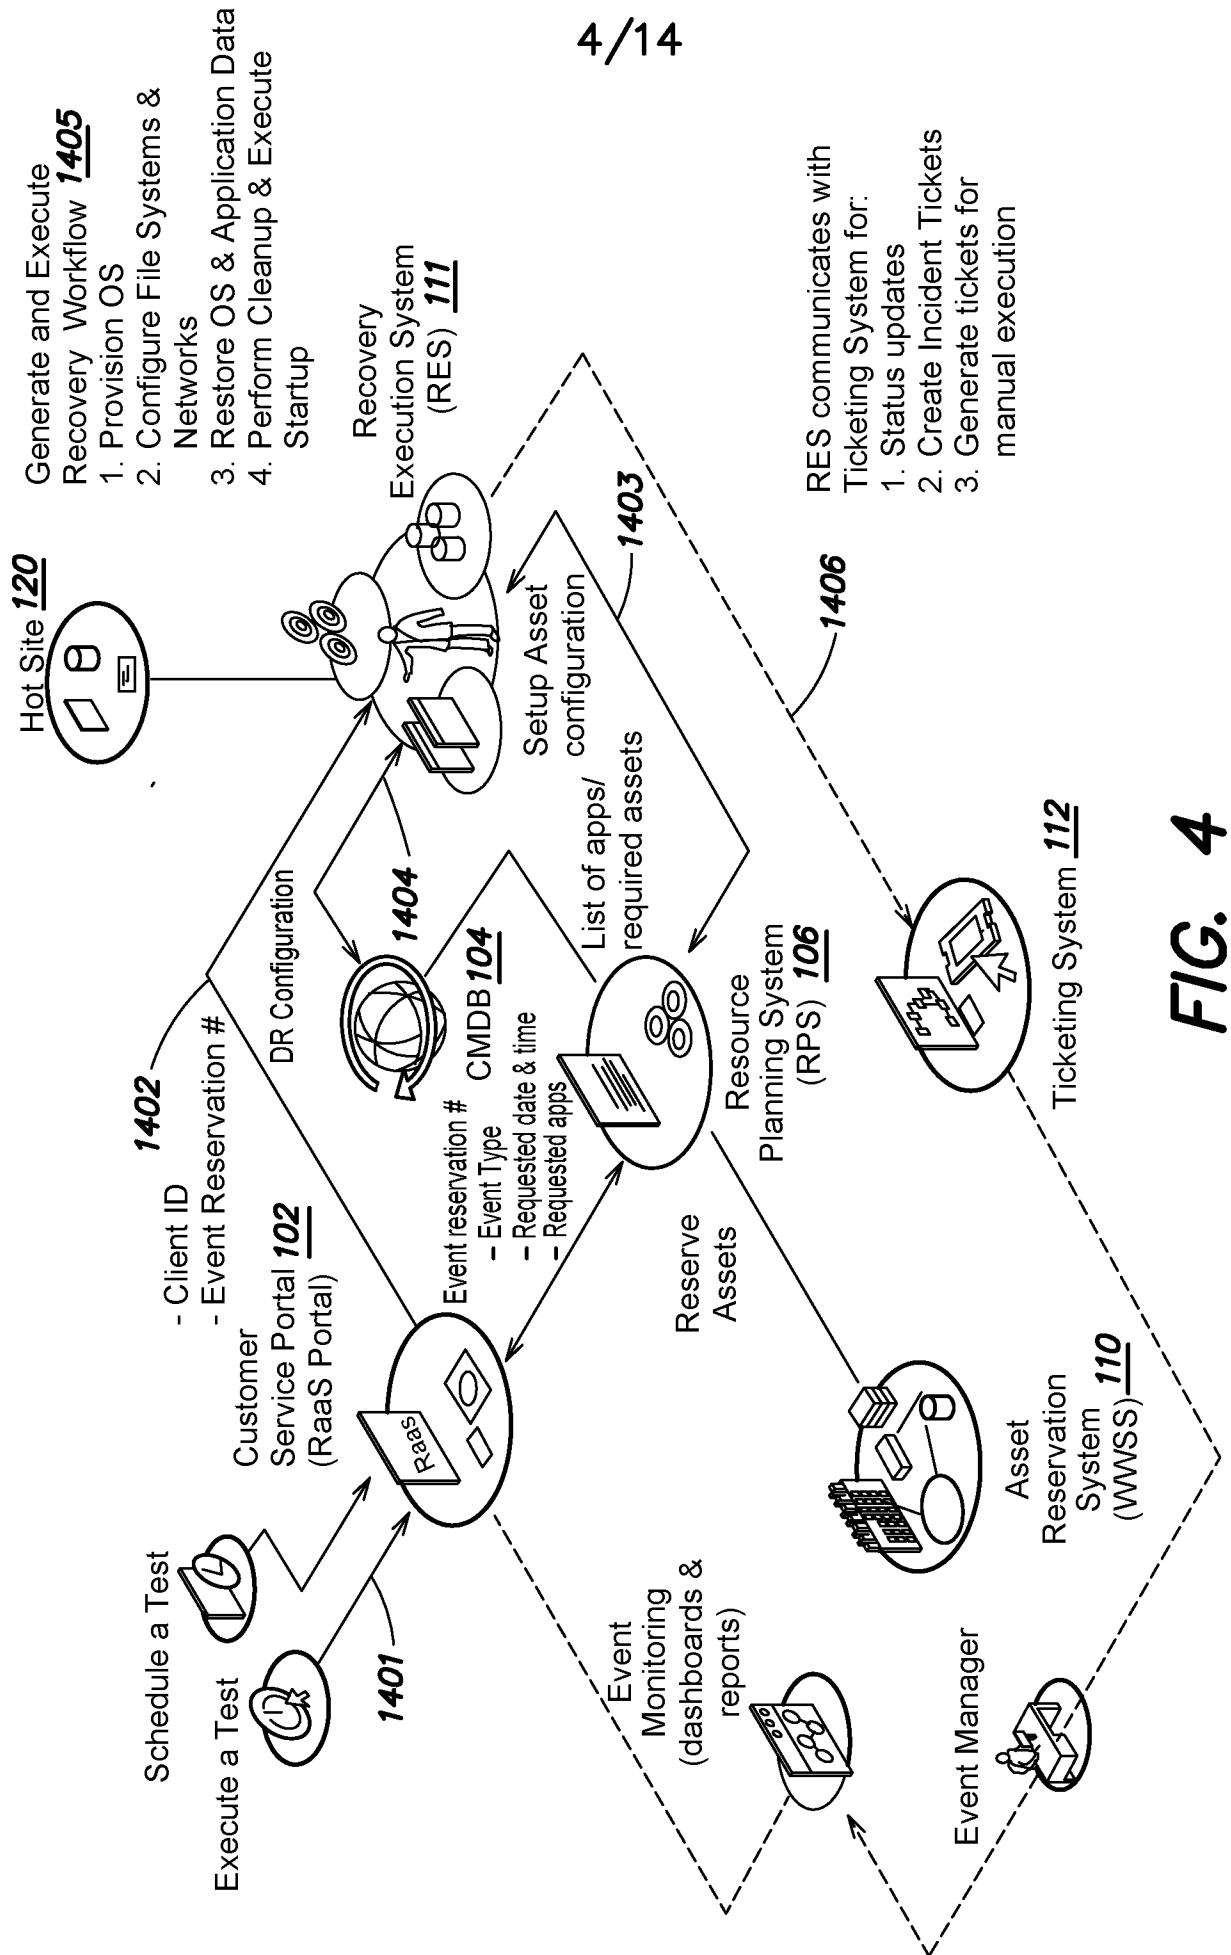 4/14
Generate and Execute
Recovery Workflow 1405
1. Provision OS
2. Configure File Systems &
Networks
3. Restore OS & Application Data
4. Perform Cleanup & Execute
Startup
Hot Site 120
Recovery
Execution System
(RES) 111
1402
- Client ID
- Event Reservation #
DR Configuration
1404
Schedule a Test
Execute a Test
1401
Customer
Service Portal 102
(RaaS Portal)
Raas
CMDB 104
Event reservation #
- Event Type
- Requested date & time
- Requested apps
Setup Asset
configuration
List of apps/
required assets
1403
Resource
Planning System
(RPS) 106
Reserve
Assets
RES communicates with
Ticketing System for:
1. Status updates
2. Create Incident Tickets
3. Generate tickets for
manual execution
1406
Event
Monitoring
(dashboards &
reports)
Asset
Reservation
System
(WWSS) 110
Ticketing System 112
Event Manager
FIG. 4